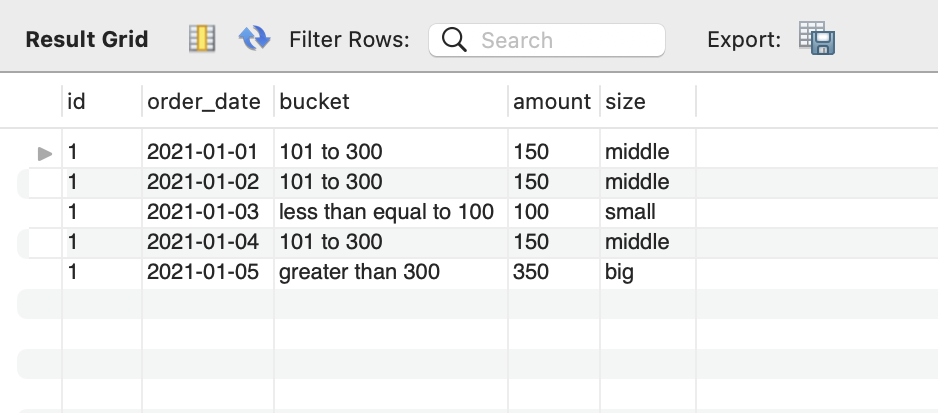 Result Grid Filter Rows: Search Export:
id order_date bucket amount size
1 2021-01-01 101 to 300 150 middle
1 2021-01-02 101 to 300 150 middle
1 2021-01-03 less than equal to 100 100 small
1 2021-01-04 101 to 300 150 middle
1 2021-01-05 greater than 300 350 big